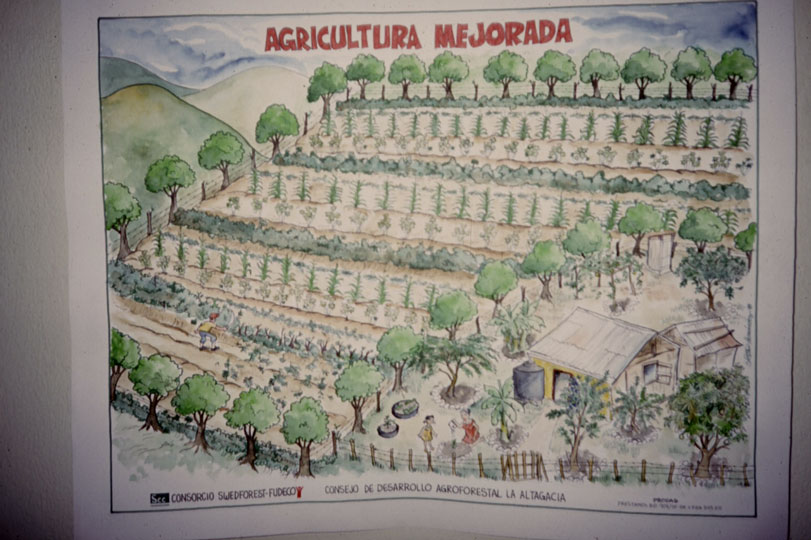 AGRICULTURA MEJORADA
CONSORCIO SWEDFOREST-FUDECO
CONSEJO DE DESARROLLO AGROFORESTAL LA ALTAGACIA